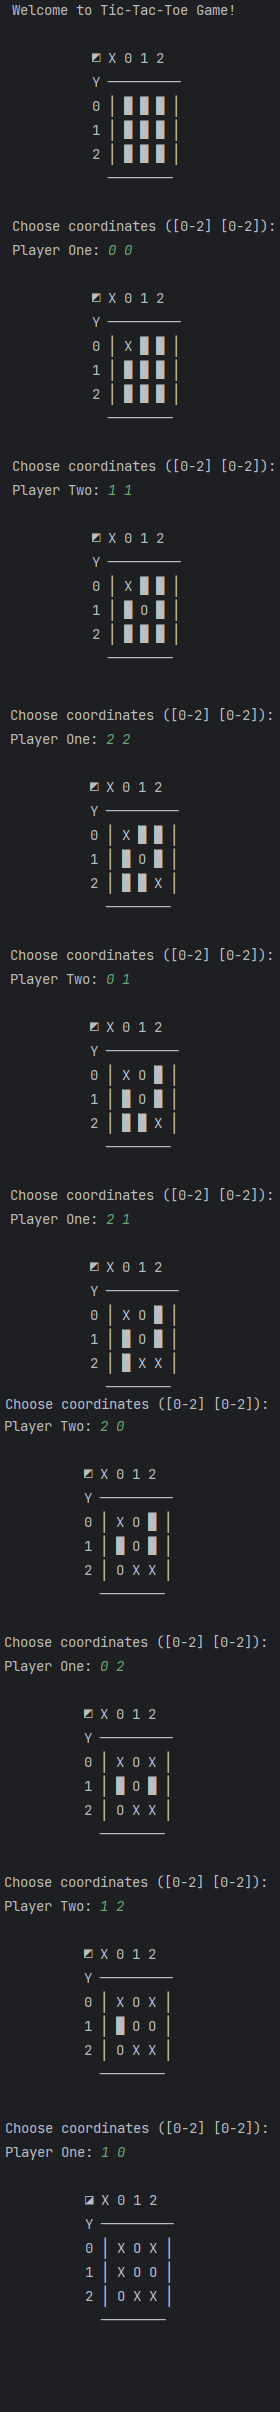 Welcome to Tic-Tac-Toe Game!
◩ X 0 1 2
Y —————————
0 | █ █ █ |
1 | █ █ █ |
2 | █ █ █ |
————————
Choose coordinates ([0-2] [0-2]):
Player One: 0 0
◩ X 0 1 2
Y —————————
0 | X █ █ |
1 | █ █ █ |
2 | █ █ █ |
————————
Choose coordinates ([0-2] [0-2]):
Player Two: 1 1
◩ X 0 1 2
Y —————————
0 | X █ █ |
1 | █ O █ |
2 | █ █ █ |
————————
Choose coordinates ([0-2] [0-2]):
Player One: 2 2
◩ X 0 1 2
Y —————————
0 | X █ █ |
1 | █ O █ |
2 | █ █ X |
————————
Choose coordinates ([0-2] [0-2]):
Player Two: 0 1
◩ X 0 1 2
Y —————————
0 | X O █ |
1 | █ O █ |
2 | █ █ X |
————————
Choose coordinates ([0-2] [0-2]):
Player One: 2 1
◩ X 0 1 2
Y —————————
0 | X O █ |
1 | █ O █ |
2 | █ X X |
————————
Choose coordinates ([0-2] [0-2]):
Player Two: 2 0
◩ X 0 1 2
Y —————————
0 | X O █ |
1 | █ O █ |
2 | O X X |
————————
Choose coordinates ([0-2] [0-2]):
Player One: 0 2
◩ X 0 1 2
Y —————————
0 | X O X |
1 | █ O █ |
2 | O X X |
————————
Choose coordinates ([0-2] [0-2]):
Player Two: 1 2
◩ X 0 1 2
Y —————————
0 | X O X |
1 | █ O O |
2 | O X X |
————————
Choose coordinates ([0-2] [0-2]):
Player One: 1 0
◪ X 0 1 2
Y —————————
0 | X O X |
1 | X O O |
2 | O X X |
————————